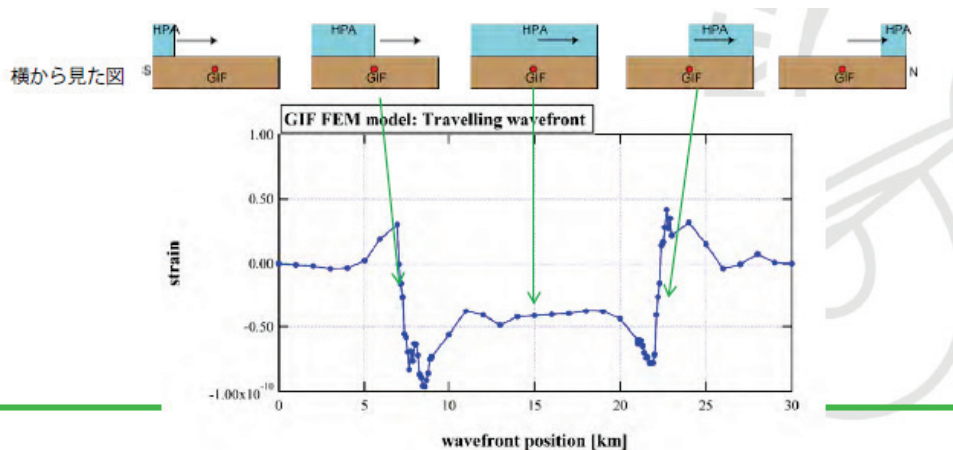 HPA HPA HPA HPA HPA
横から見た図 S GIF GIF GIF GIF GIF N
GIF FEM model: Travelling wavefront
1.00
0.50
0.00
-0.50
-1.00x10⁻¹⁰
strain
0 5 10 15 20 25 30
wavefront position [km]